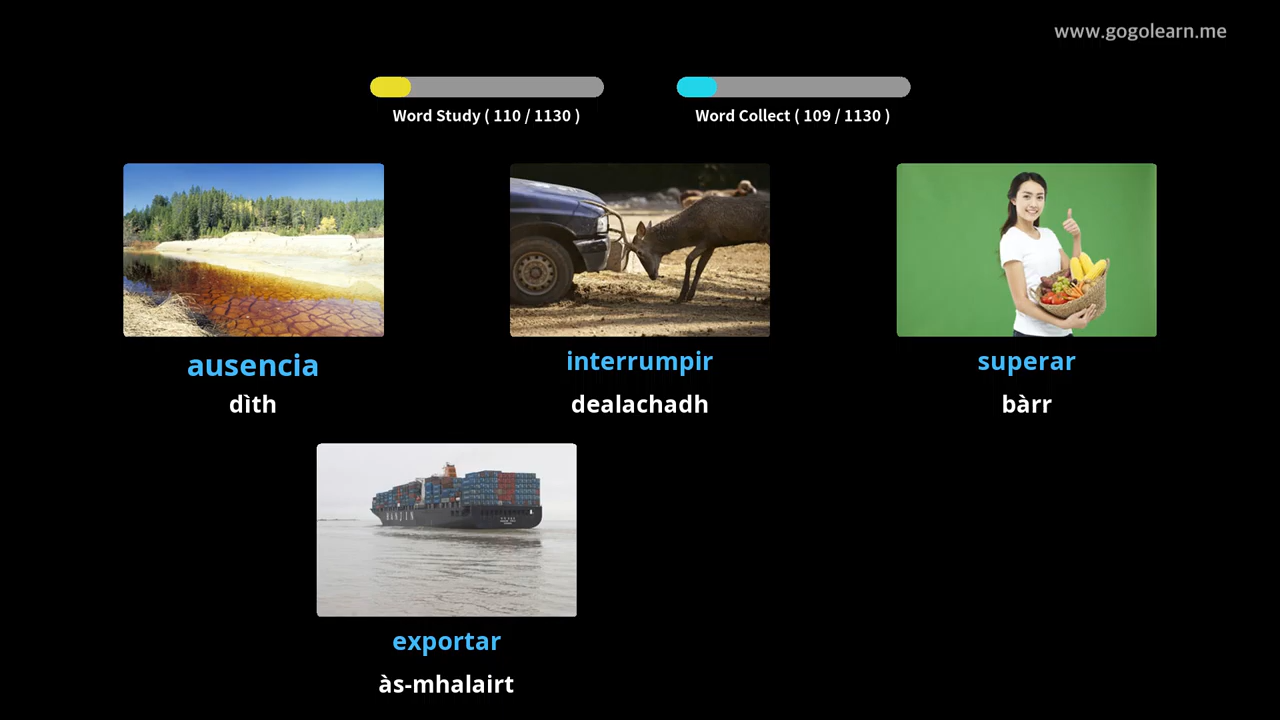 www.gogolearn.me
Word Study ( 110 / 1130 )
Word Collect ( 109 / 1130 )
ausencia
dìth
interrumpir
dealachadh
superar
bàrr
HANJIN
exportar
às-mhalairt